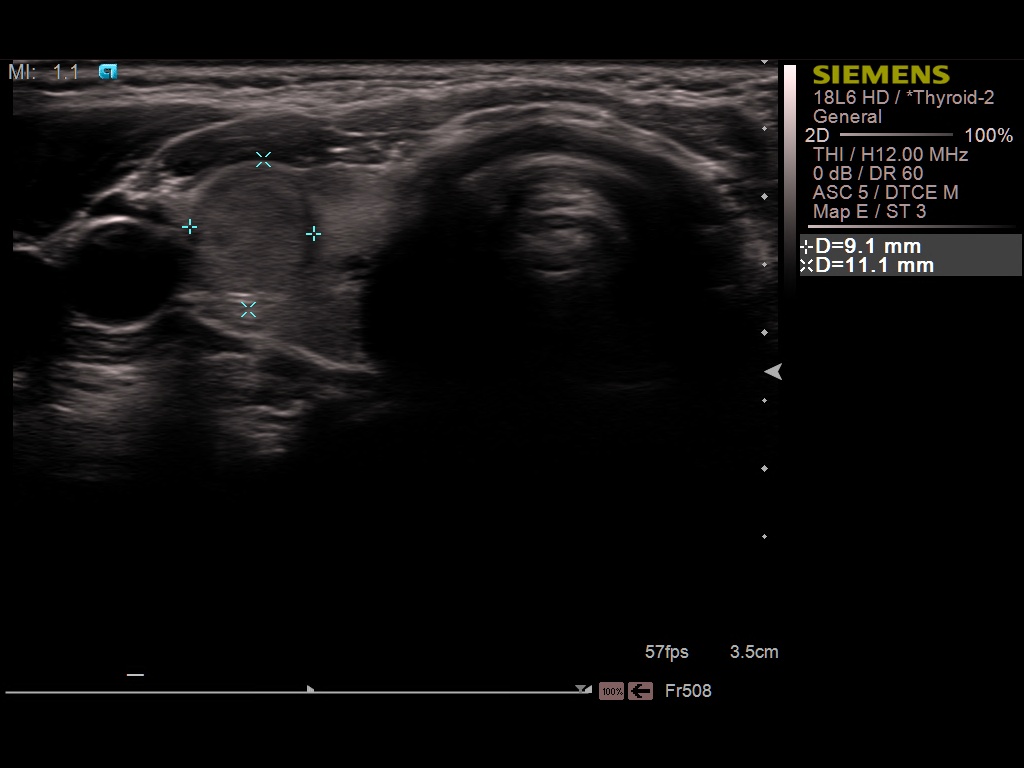 MI: 1.1
SIEMENS
18L6 HD / *Thyroid-2
General
2D 100%
THI / H12.00 MHz
0 dB / DR 60
ASC 5 / DTCE M
Map E / ST 3
D=9.1 mm
D=11.1 mm
57fps 3.5cm
100% Fr508